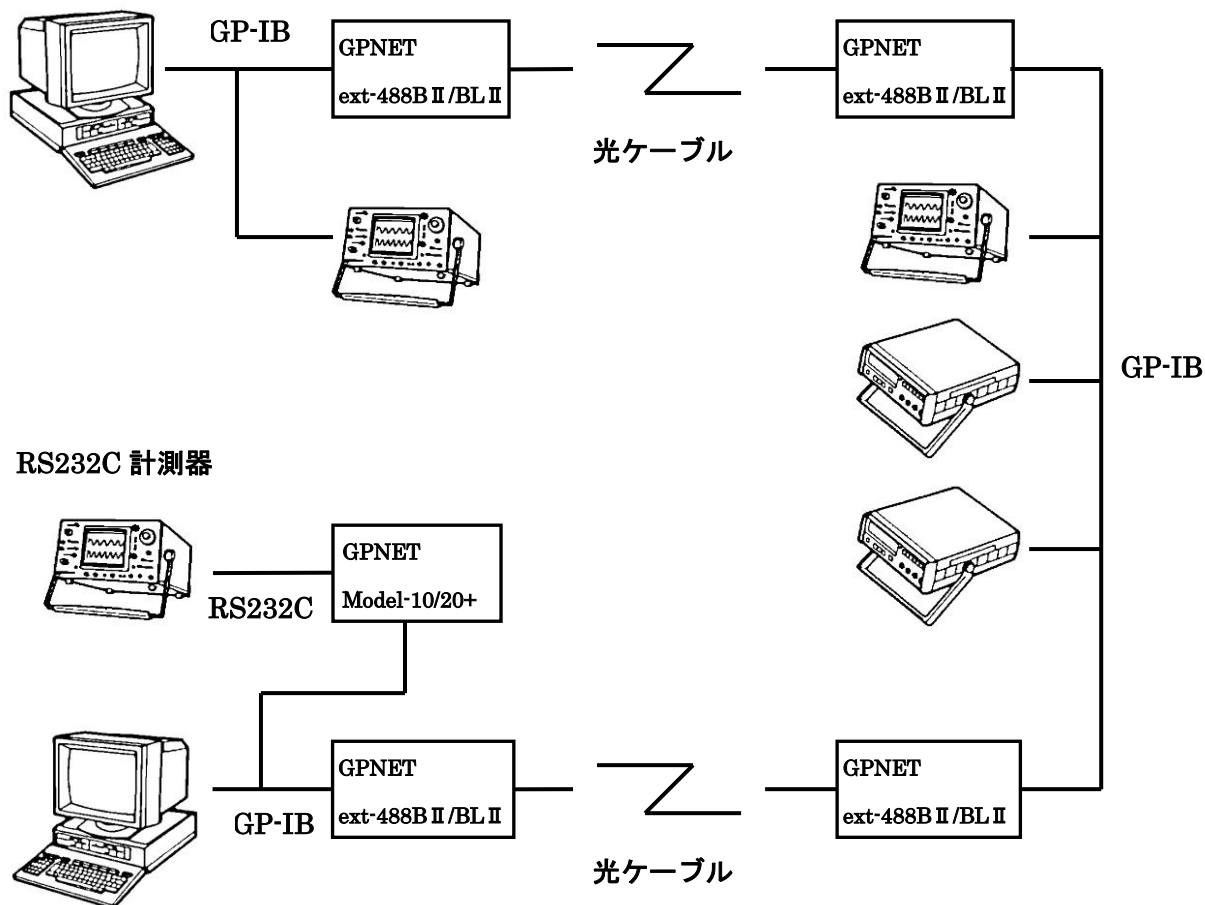 GP-IB
GPNET
ext-488BⅡ/BLⅡ
光ケーブル
GPNET
ext-488BⅡ/BLⅡ
GP-IB
RS232C 計測器
RS232C
GPNET
Model-10/20+
GP-IB
GPNET
ext-488BⅡ/BLⅡ
光ケーブル
GPNET
ext-488BⅡ/BLⅡ